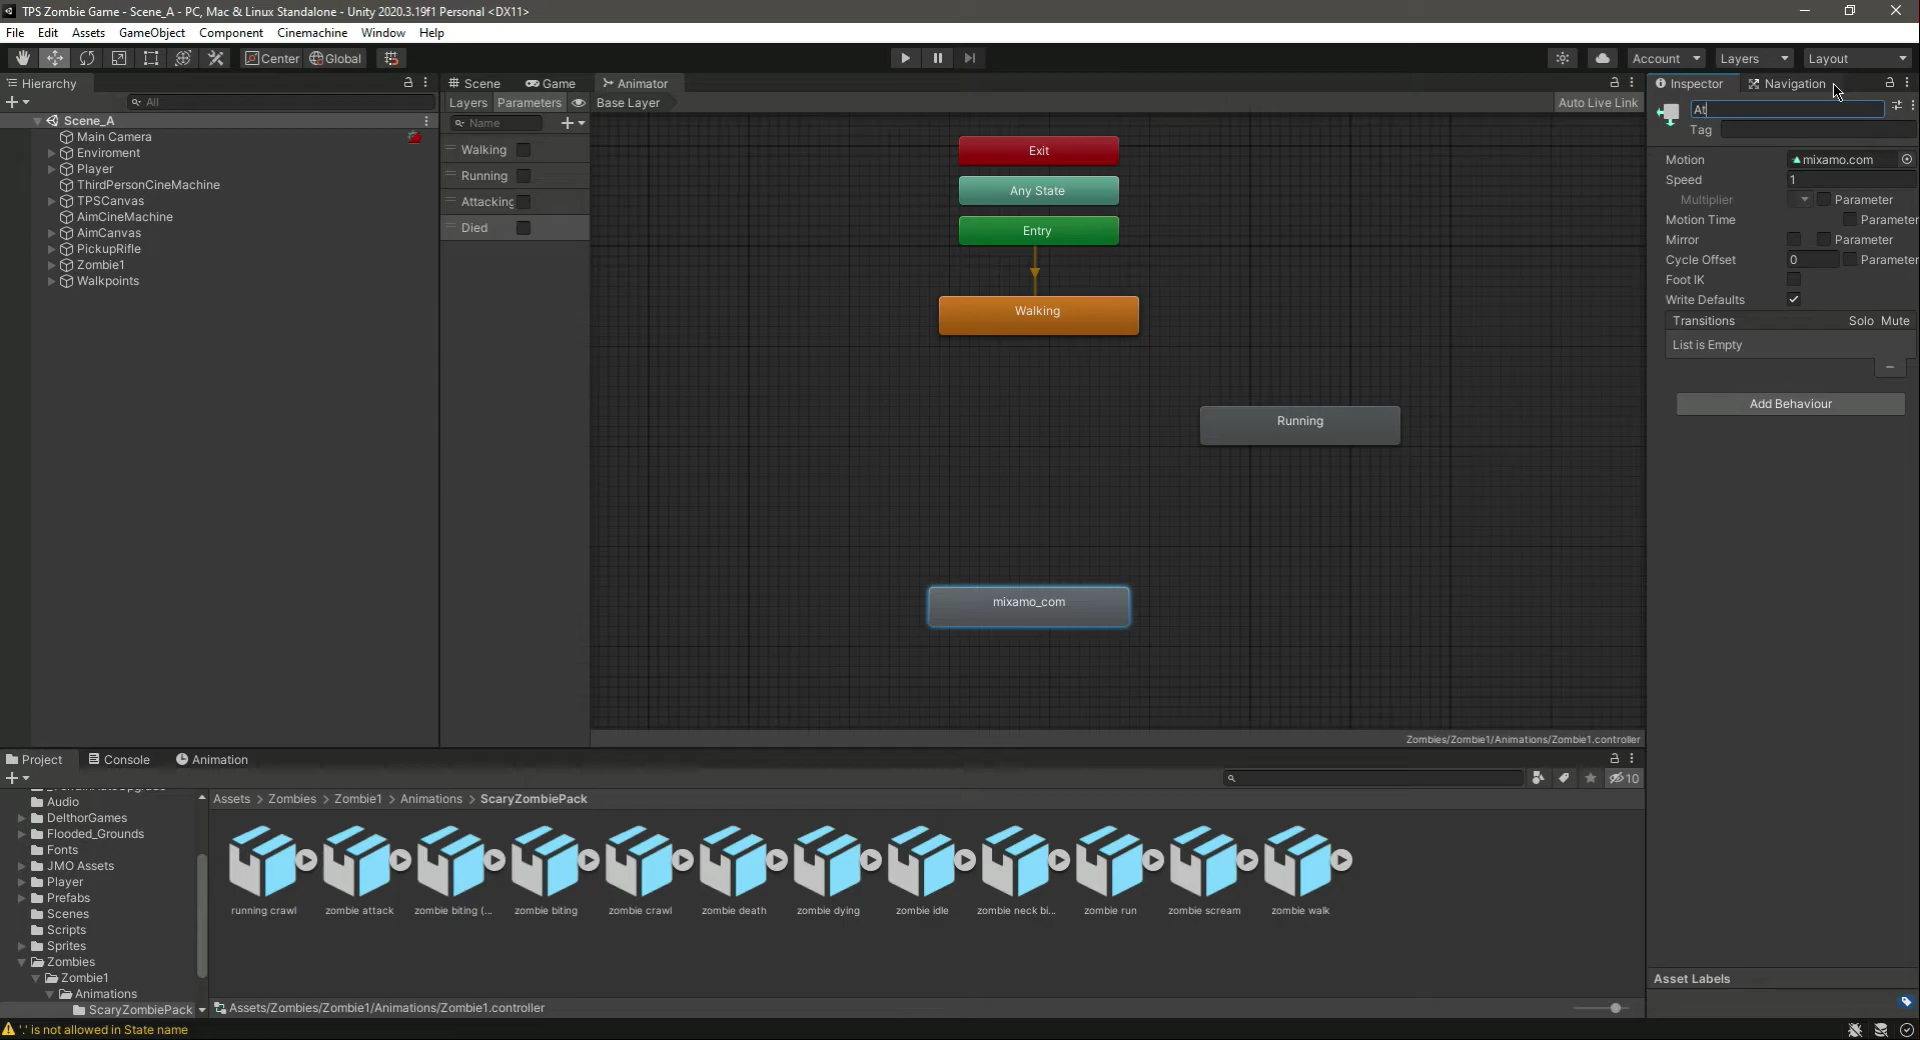 TPS Zombie Game - Scene_A - PC, Mac & Linux Standalone - Unity 2020.3.19f1 Personal <DX11>
File Edit Assets GameObject Component Cinemachine Window Help
Center Global Account Layers Layout
Hierarchy
All
Scene_A
Main Camera
Enviroment
Player
ThirdPersonCineMachine
TPSCanvas
AimCineMachine
AimCanvas
PickupRifle
Zombie1
Walkpoints
Scene Game Animator
Layers Parameters Base Layer Auto Live Link
Name
Walking
Running
Attacking
Died
Exit
Any State
Entry
Walking
Running
mixamo_com
Zombies/Zombie1/Animations/Zombie1.controller
Inspector Navigation
At
Tag
Motion mixamo.com
Speed 1
Multiplier Parameter
Motion Time Parameter
Mirror Parameter
Cycle Offset 0 Parameter
Foot IK
Write Defaults
Transitions Solo Mute
List is Empty
Add Behaviour
Asset Labels
Project Console Animation
10
Audio
DelthorGames
Flooded_Grounds
Fonts
JMO Assets
Player
Prefabs
Scenes
Scripts
Sprites
Zombies
Zombie1
Animations
ScaryZombiePack
Assets > Zombies > Zombie1 > Animations > ScaryZombiePack
running crawl zombie attack zombie biting (... zombie biting zombie crawl zombie death zombie dying zombie idle zombie neck bi... zombie run zombie scream zombie walk
Assets/Zombies/Zombie1/Animations/Zombie1.controller
'.' is not allowed in State name